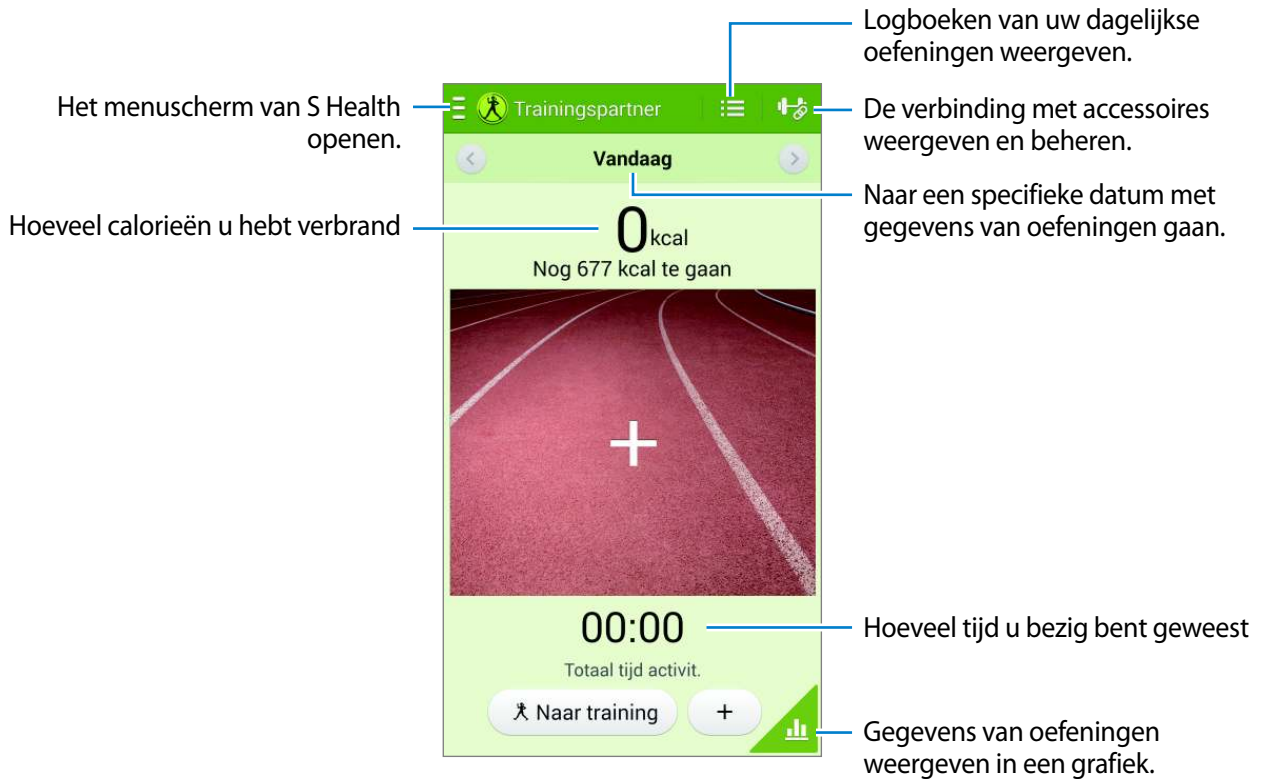 Logboeken van uw dagelijkse
oefeningen weergeven.
Het menuscherm van S Health
openen.
Trainingspartner
De verbinding met accessoires
weergeven en beheren.
Vandaag
Naar een specifieke datum met
gegevens van oefeningen gaan.
Hoeveel calorieën u hebt verbrand
0 kcal
Nog 677 kcal te gaan
00:00
Hoeveel tijd u bezig bent geweest
Totaal tijd activit.
Naar training
+
Gegevens van oefeningen
weergeven in een grafiek.